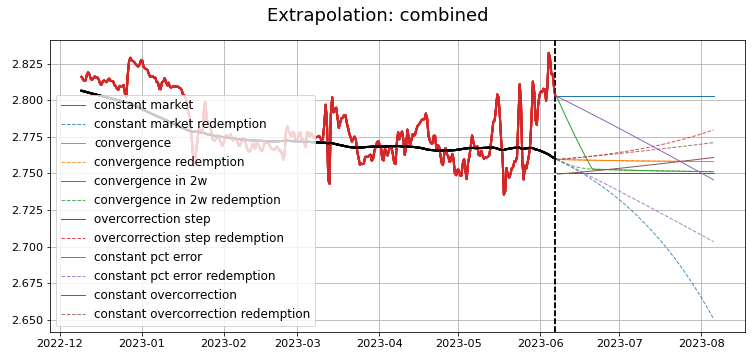 Extrapolation: combined
2.825
2.800
2.775
2.750
2.725
2.700
2.675
2.650
constant market
constant market redemption
convergence
convergence redemption
convergence in 2w
convergence in 2w redemption
overcorrection step
overcorrection step redemption
constant pct error
constant pct error redemption
constant overcorrection
constant overcorrection redemption
2022-12 2023-01 2023-02 2023-03 2023-04 2023-05 2023-06 2023-07 2023-08